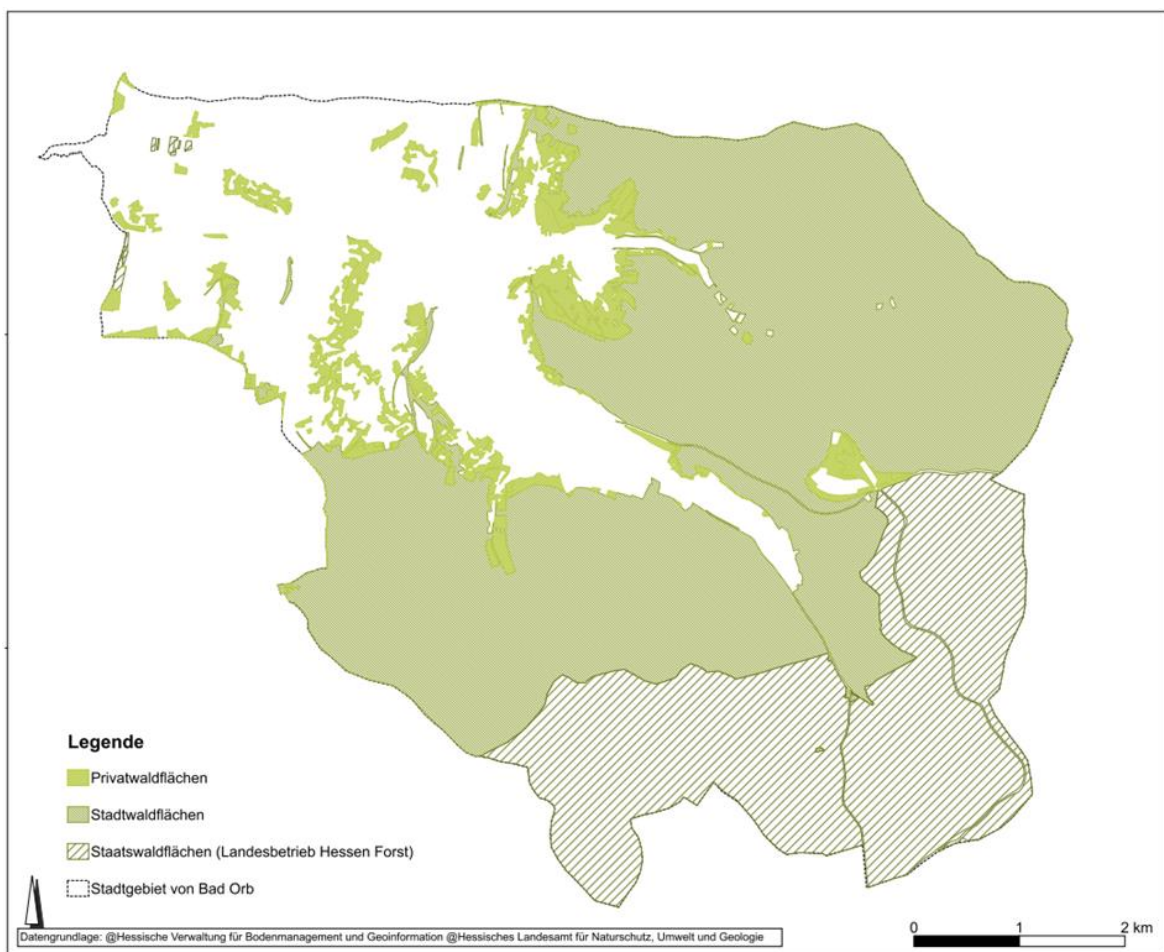 Legende
Privatwaldflächen
Stadtwaldflächen
Staatswaldflächen (Landesbetrieb Hessen Forst)
Stadtgebiet von Bad Orb
Datengrundlage: @Hessische Verwaltung für Bodenmanagement und Geoinformation @Hessisches Landesamt für Naturschutz, Umwelt und Geologie
0 1 2 km